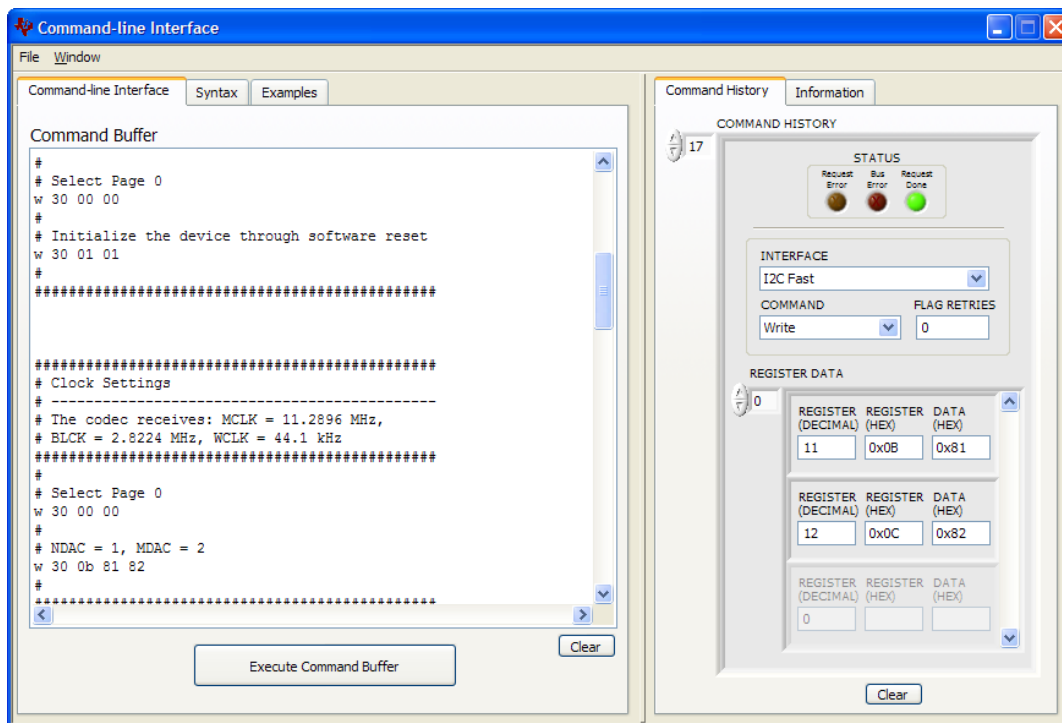 Command-line Interface
File Window
Command-line Interface Syntax Examples
Command Buffer
#
# Select Page 0
w 30 00 00
#
# Initialize the device through software reset
w 30 01 01
#
###############################################
###############################################
# Clock Settings
# ---------------------------------------------
# The codec receives: MCLK = 11.2896 MHz,
# BLCK = 2.8224 MHz, WCLK = 44.1 kHz
###############################################
#
# Select Page 0
w 30 00 00
#
# NDAC = 1, MDAC = 2
w 30 0b 81 82
#
###############################################
Clear
Execute Command Buffer
Command History Information
COMMAND HISTORY
17
STATUS
Request Error Bus Error Request Done
INTERFACE
I2C Fast
COMMAND FLAG RETRIES
Write 0
REGISTER DATA
0
REGISTER REGISTER DATA
(DECIMAL) (HEX) (HEX)
11 0x0B 0x81
REGISTER REGISTER DATA
(DECIMAL) (HEX) (HEX)
12 0x0C 0x82
REGISTER REGISTER DATA
(DECIMAL) (HEX) (HEX)
0
Clear